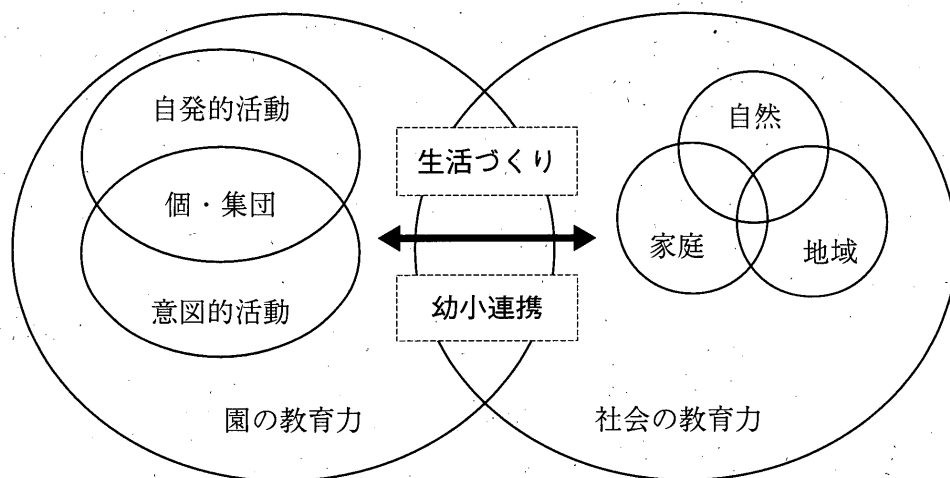 自発的活動
個・集団
意図的活動
園の教育力
生活づくり
幼小連携
自然
家庭
地域
社会の教育力